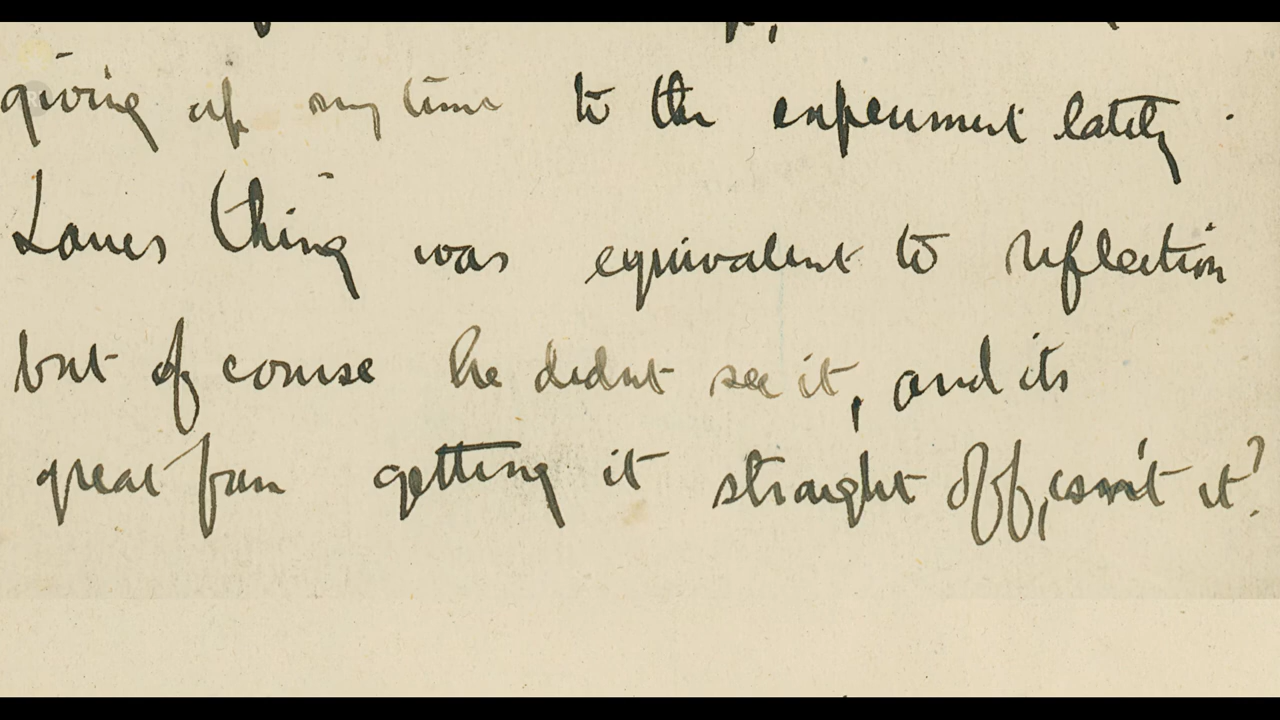 giving up my time to the experiment lately.
Laues thing was equivalent to reflection
but of course he didnt see it, and its
great fun getting it straight off, isn't it?